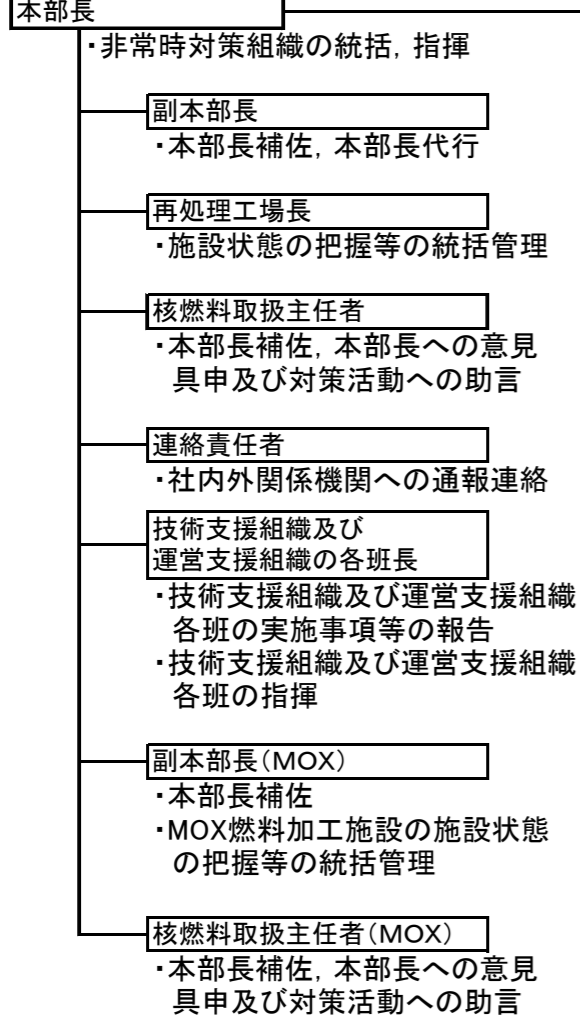 本部長
・非常時対策組織の統括，指揮
副本部長
・本部長補佐，本部長代行
再処理工場長
・施設状態の把握等の統括管理
核燃料取扱主任者
・本部長補佐，本部長への意見
具申及び対策活動への助言
連絡責任者
・社内外関係機関への通報連絡
技術支援組織及び
運営支援組織の各班長
・技術支援組織及び運営支援組織
各班の実施事項等の報告
・技術支援組織及び運営支援組織
各班の指揮
副本部長（ＭＯＸ）
・本部長補佐
・MOX燃料加工施設の施設状態
の把握等の統括管理
核燃料取扱主任者（ＭＯＸ）
・本部長補佐，本部長への意見
具申及び対策活動への助言